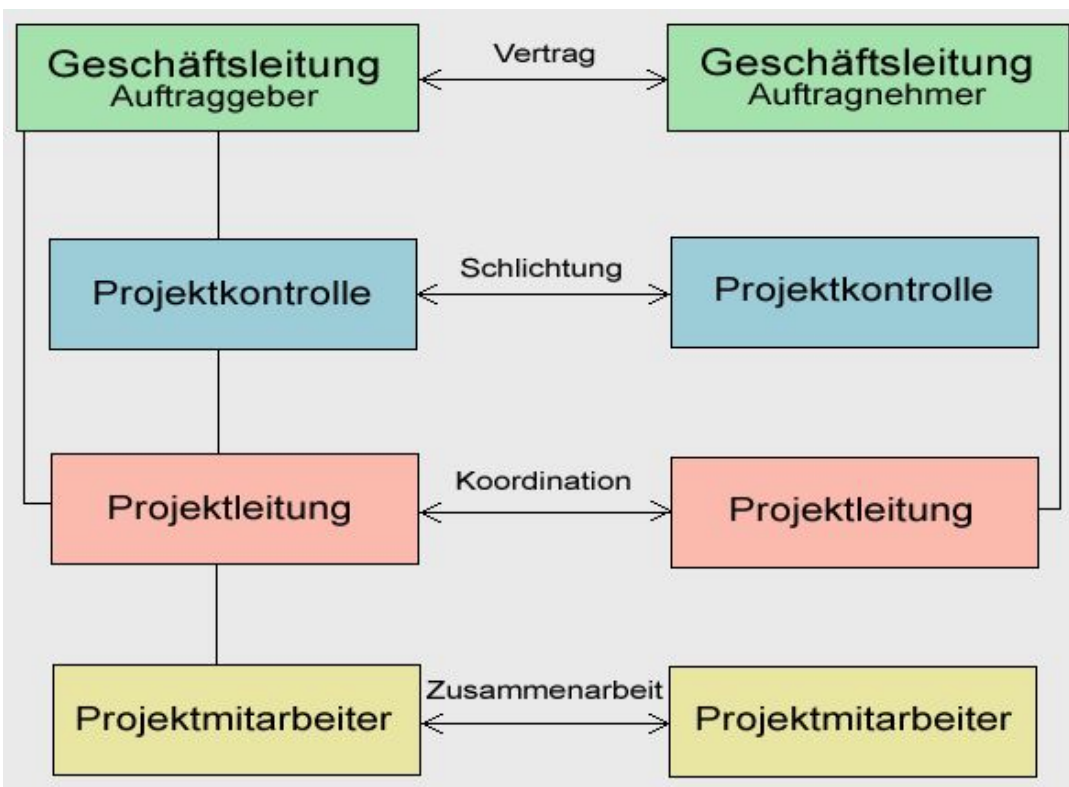 Geschäftsleitung
Auftraggeber
Vertrag
Geschäftsleitung
Auftragnehmer
Projektkontrolle
Schlichtung
Projektkontrolle
Projektleitung
Koordination
Projektleitung
Projektmitarbeiter
Zusammenarbeit
Projektmitarbeiter